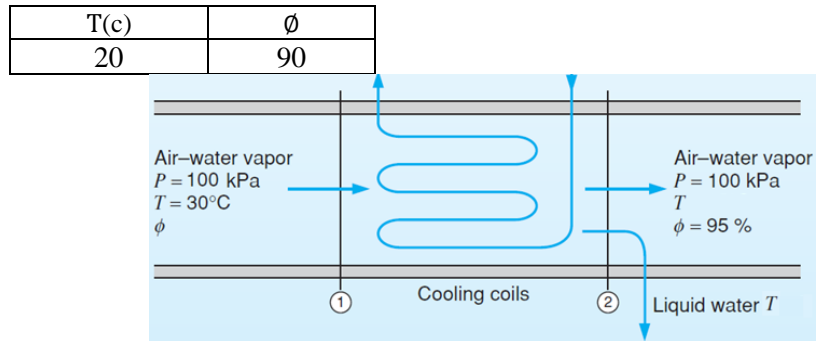 T(c) Ø
20 90
Air–water vapor
P = 100 kPa
T = 30°C
ϕ
Air–water vapor
P = 100 kPa
T
ϕ = 95 %
Cooling coils
1
2
Liquid water T